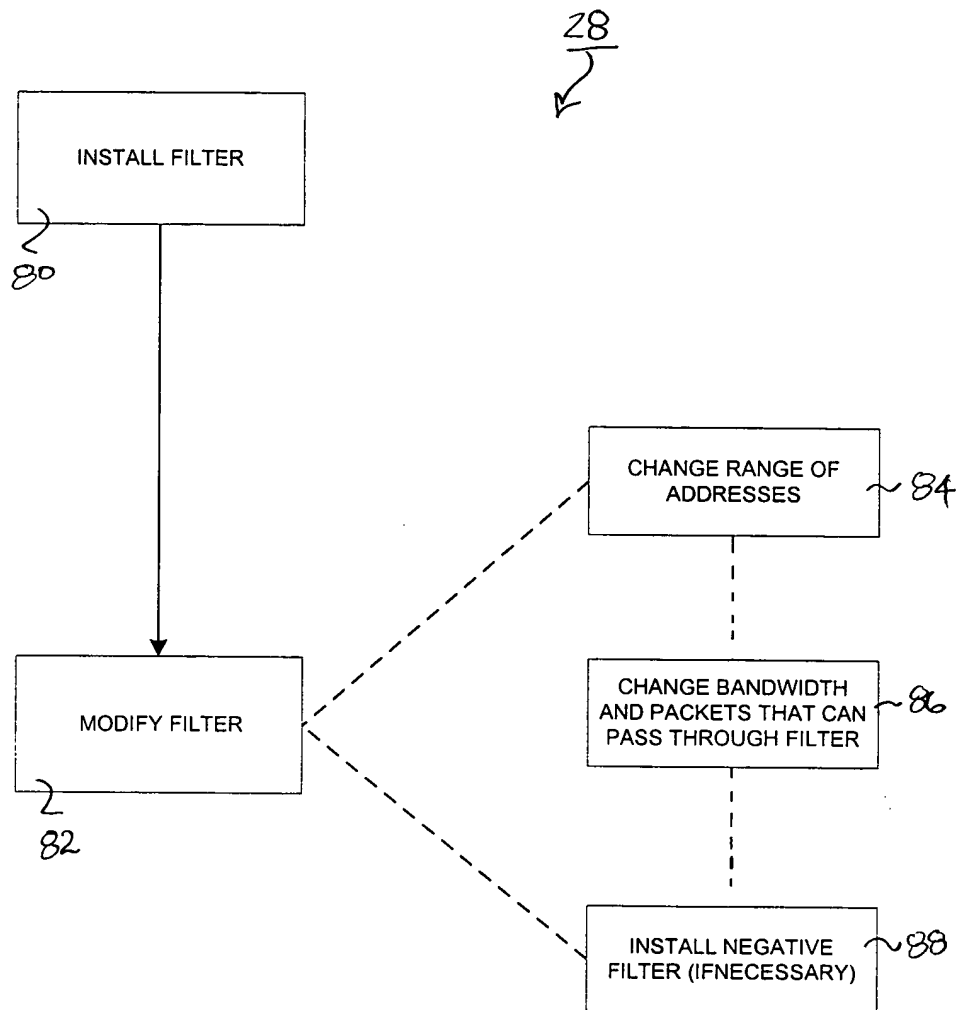 28
INSTALL FILTER
80
CHANGE RANGE OF
ADDRESSES
84
CHANGE BANDWIDTH
AND PACKETS THAT CAN
PASS THROUGH FILTER
86
MODIFY FILTER
82
INSTALL NEGATIVE
FILTER (IFNECESSARY)
88